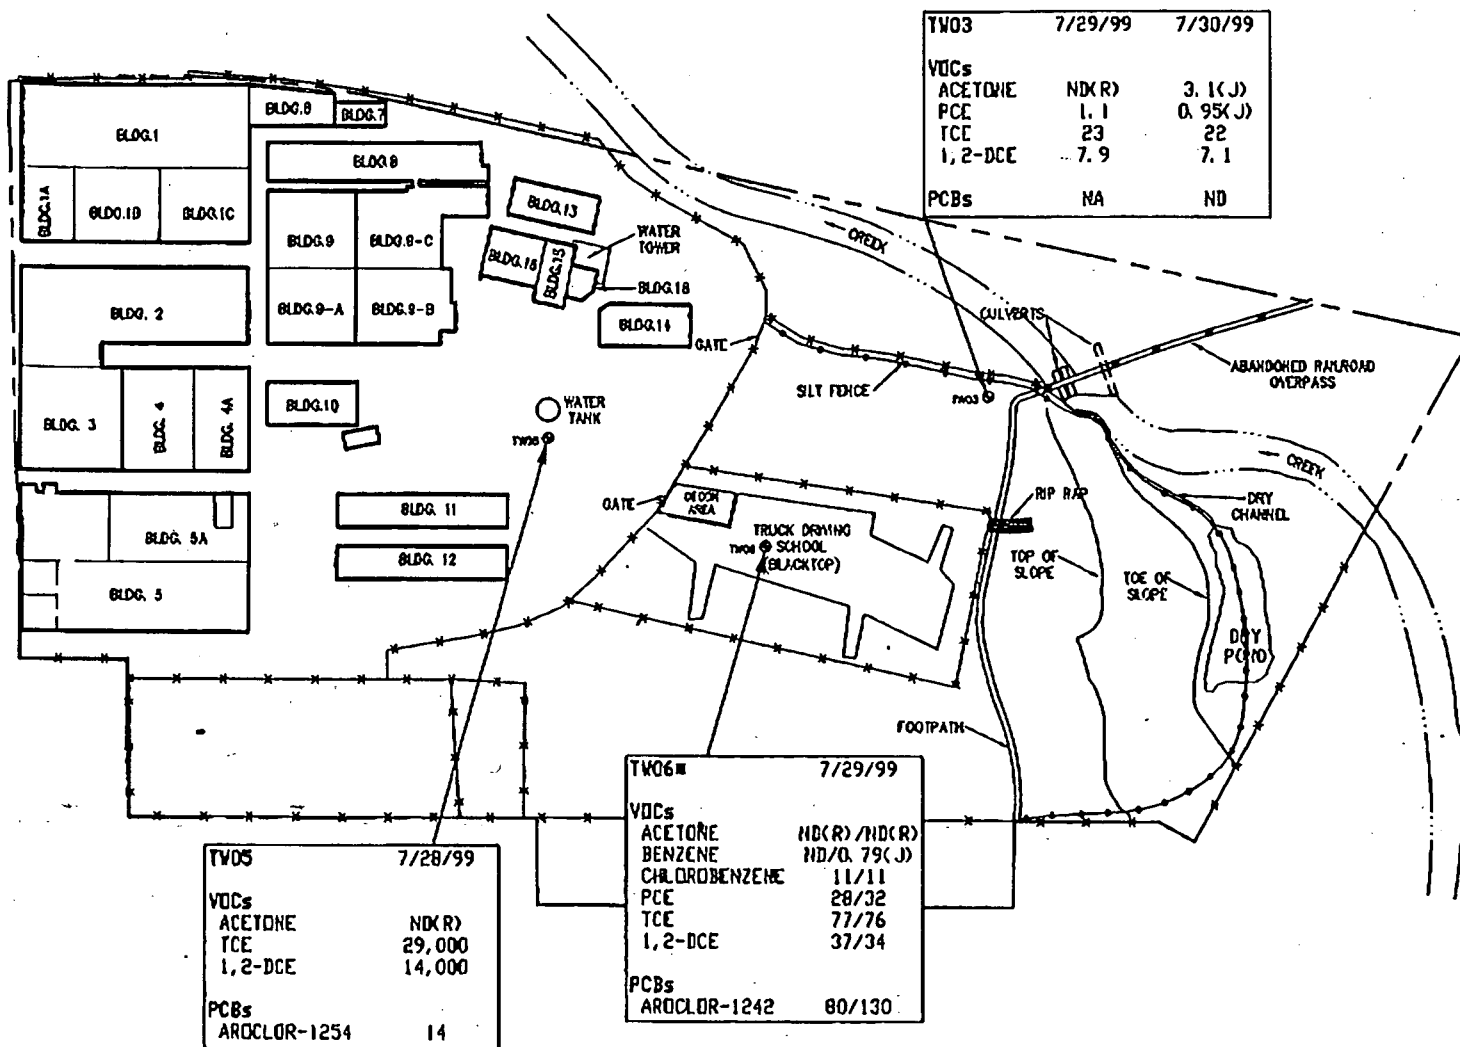 TW03 7/29/99 7/30/99
VOCs
ACETONE ND(R) 3.1(J)
PCE 1.1 0.95(J)
TCE 23 22
1,2-DCE 7.9 7.1
PCBs NA ND
BLDG.1
BLDG.6
BLDG.7
BLDG.8
BLDG.1A
BLDG.1D
BLDG.1C
BLDG.13
BLDG.9
BLDG.9-C
WATER
TOWER
CREEK
BLDG.16
BLDG.15
BLDG.18
BLDG. 2
BLDG.9-A
BLDG.9-B
BLDG.14
GATE
CULVERTS
SILT FENCE
ABANDONED RAILROAD
OVERPASS
TW03
BLDG. 3
BLDG. 4
BLDG. 4A
BLDG.10
WATER
TANK
TW05
CREEK
GATE
DECON
AREA
RIP RAP
DRY
CHANNEL
BLDG. 11
BLDG. 5A
BLDG. 12
TRUCK DRIVING
SCHOOL
(BLACKTOP)
TW06
TOP OF
SLOPE
TOE OF
SLOPE
BLDG. 5
DRY
POND
FOOTPATH
TW06 7/29/99
VOCs
ACETONE ND(R)/ND(R)
BENZENE ND/0.79(J)
CHLOROBENZENE 11/11
PCE 28/32
TCE 77/76
1,2-DCE 37/34
PCBs
AROCLOR-1242 80/130
TW05 7/28/99
VOCs
ACETONE ND(R)
TCE 29,000
1,2-DCE 14,000
PCBs
AROCLOR-1254 14